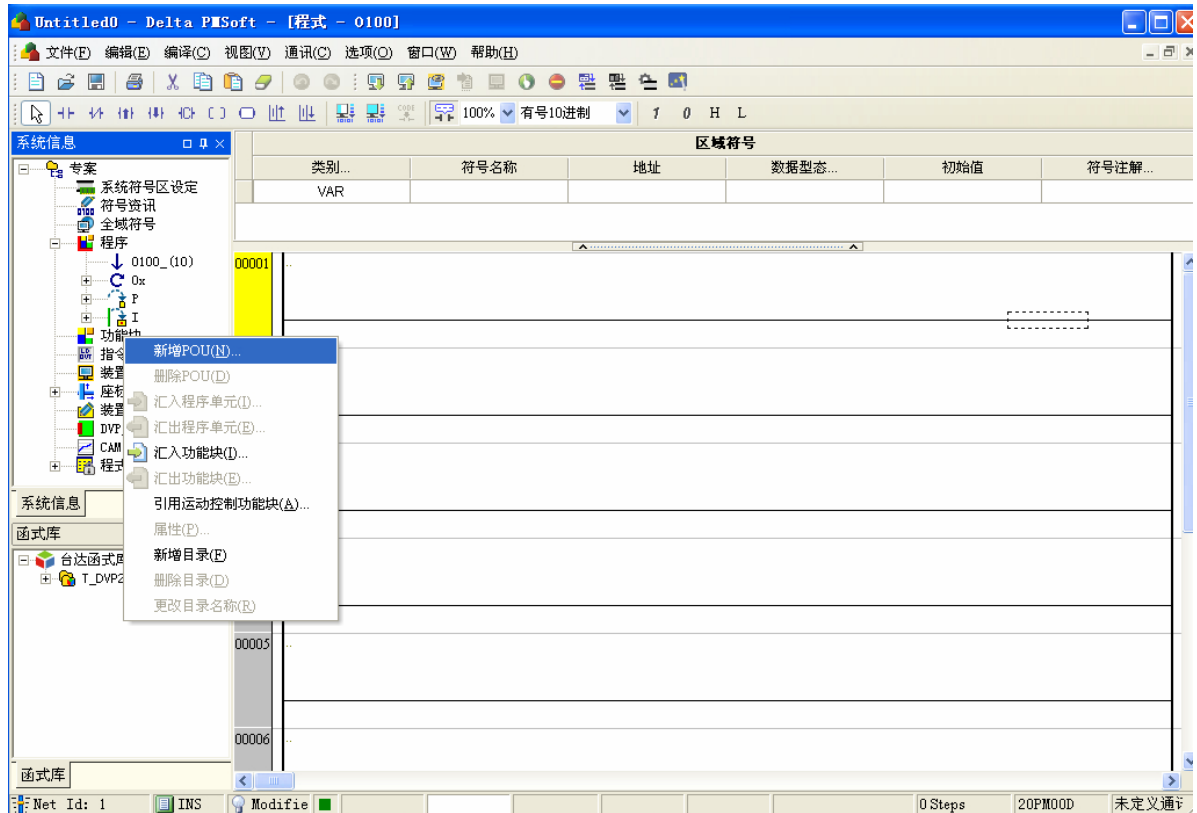 Untitled0 - Delta PMSoft - [程式 - O100]
文件(F) 编辑(E) 编译(C) 视图(V) 通讯(C) 选项(O) 窗口(W) 帮助(H)
CODE 100% 有号10进制 1 0 H L
系统信息
专案
系统符号区设定
符号资讯
全域符号
程序
O100_(10)
Ox
P
I
功能块
指令
装置
座标
装置
DVP
CAM
程式
系统信息
函式库
台达函式库
T_DVP2
函式库
区域符号
类别... 符号名称 地址 数据型态... 初始值 符号注解...
VAR
00001
00005
00006
新增POU(N)...
删除POU(D)
汇入程序单元(I)...
汇出程序单元(E)...
汇入功能块(I)...
汇出功能块(E)...
引用运动控制功能块(A)...
属性(P)...
新增目录(F)
删除目录(D)
更改目录名称(R)
Net Id: 1 INS Modifie 0 Steps 20PM00D 未定义通讯